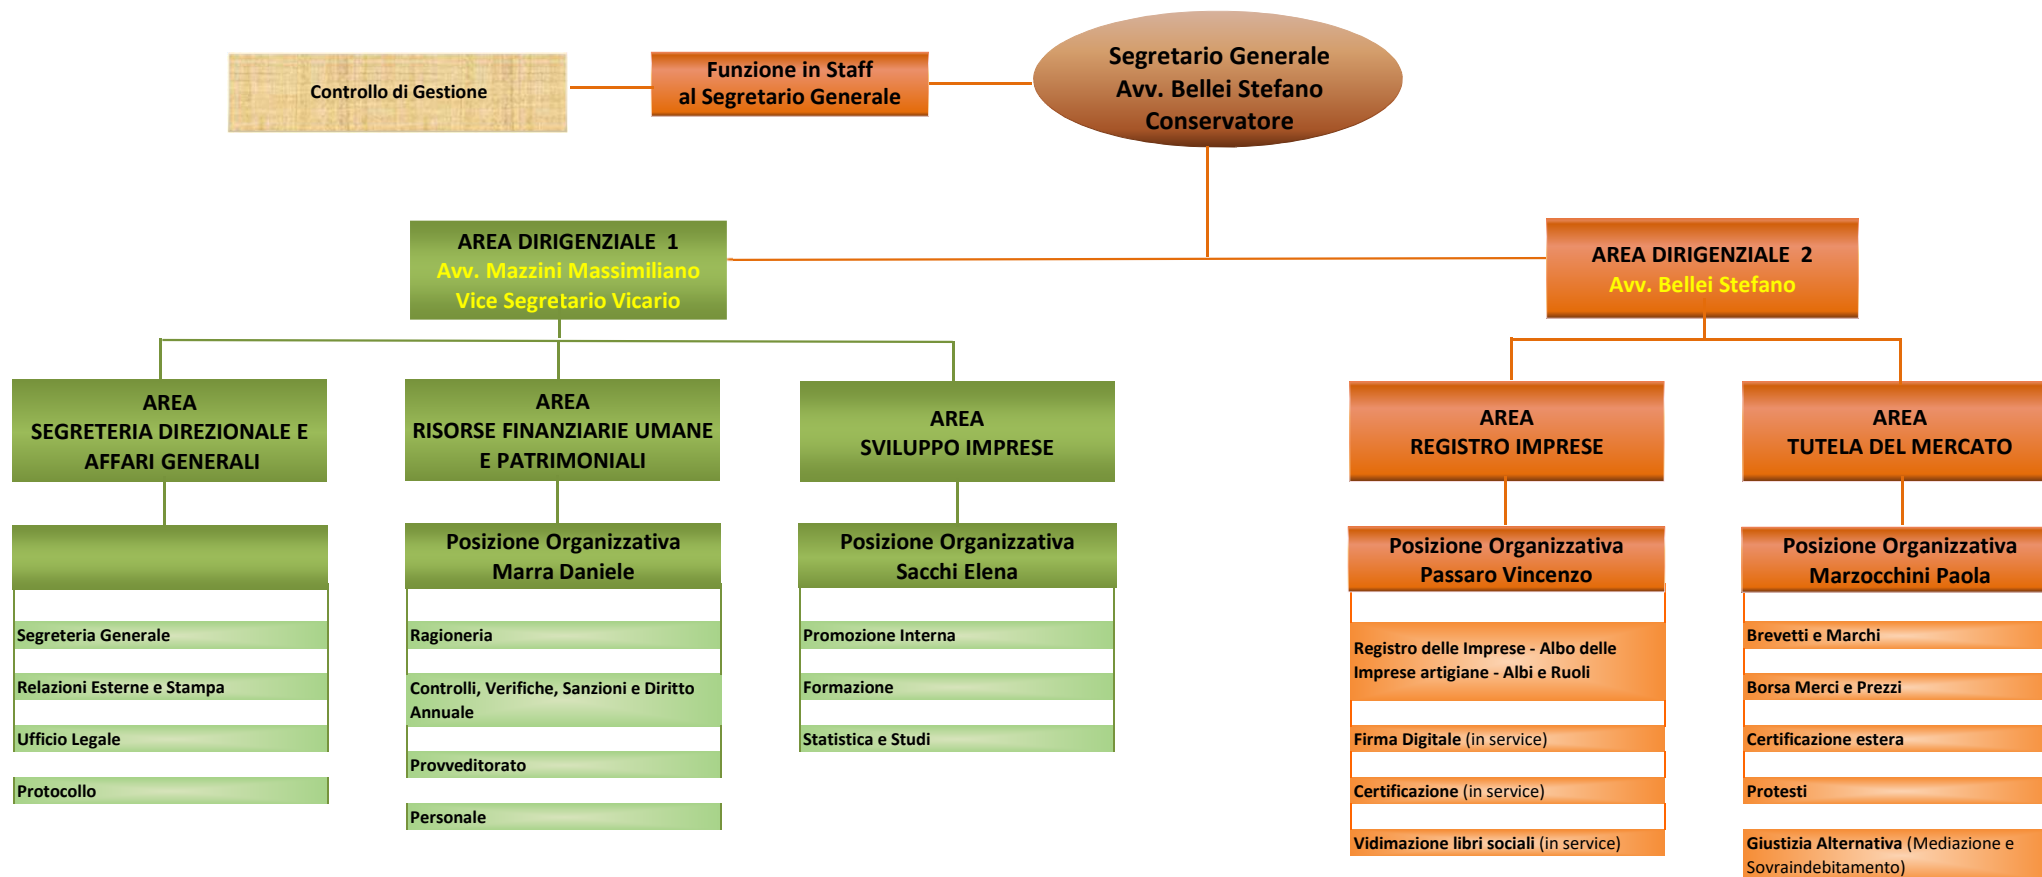 Segretario Generale
Avv. Bellei Stefano
Conservatore
Funzione in Staff
al Segretario Generale
Controllo di Gestione
AREA DIRIGENZIALE 1
Avv. Mazzini Massimiliano
Vice Segretario Vicario
AREA DIRIGENZIALE 2
Avv. Bellei Stefano
AREA
SEGRETERIA DIREZIONALE E
AFFARI GENERALI
AREA
RISORSE FINANZIARIE UMANE
E PATRIMONIALI
AREA
SVILUPPO IMPRESE
AREA
REGISTRO IMPRESE
AREA
TUTELA DEL MERCATO
Segreteria Generale
Relazioni Esterne e Stampa
Ufficio Legale
Protocollo
Posizione Organizzativa
Marra Daniele
Ragioneria
Controlli, Verifiche, Sanzioni e Diritto
Annuale
Provveditorato
Personale
Posizione Organizzativa
Sacchi Elena
Promozione Interna
Formazione
Statistica e Studi
Posizione Organizzativa
Passaro Vincenzo
Registro delle Imprese - Albo delle
Imprese artigiane - Albi e Ruoli
Firma Digitale (in service)
Certificazione (in service)
Vidimazione libri sociali (in service)
Posizione Organizzativa
Marzocchini Paola
Brevetti e Marchi
Borsa Merci e Prezzi
Certificazione estera
Protesti
Giustizia Alternativa (Mediazione e
Sovraindebitamento)